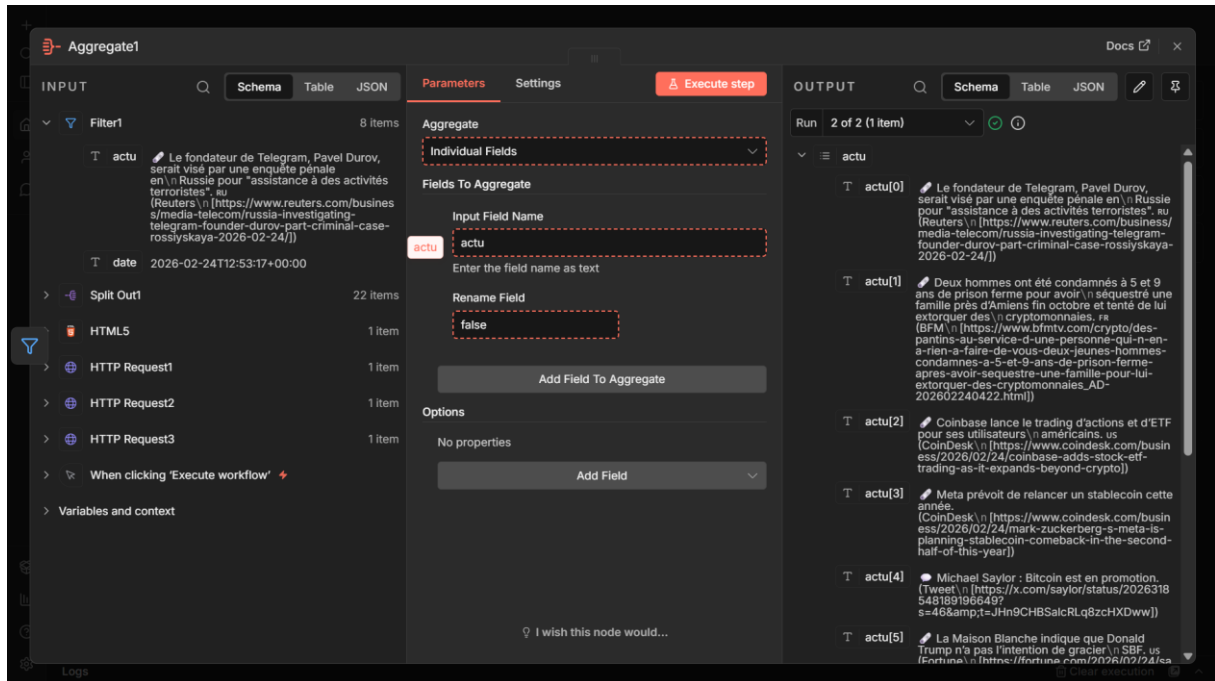 Aggregate1
Docs
INPUT
Schema
Table
JSON
Filter1
8 items
T actu
Le fondateur de Telegram, Pavel Durov,
serait visé par une enquête pénale
en\n Russie pour "assistance à des activités
terroristes". RU
(Reuters\n [https://www.reuters.com/busines
s/media-telecom/russia-investigating-
telegram-founder-durov-part-criminal-case-
rossiyskaya-2026-02-24/])
T date
2026-02-24T12:53:17+00:00
Split Out1
22 items
HTML5
1 item
HTTP Request1
1 item
HTTP Request2
1 item
HTTP Request3
1 item
When clicking ‘Execute workflow’
Variables and context
Parameters
Settings
Execute step
Aggregate
Individual Fields
Fields To Aggregate
Input Field Name
actu
actu
Enter the field name as text
Rename Field
false
Add Field To Aggregate
Options
No properties
Add Field
I wish this node would...
OUTPUT
Schema
Table
JSON
Run
2 of 2 (1 item)
actu
T actu[0]
Le fondateur de Telegram, Pavel Durov,
serait visé par une enquête pénale en\n Russie
pour "assistance à des activités terroristes". RU
(Reuters\n [https://www.reuters.com/business/
media-telecom/russia-investigating-telegram-
founder-durov-part-criminal-case-rossiyskaya-
2026-02-24/])
T actu[1]
Deux hommes ont été condamnés à 5 et 9
ans de prison ferme pour avoir\n séquestré une
famille près d’Amiens fin octobre et tenté de lui
extorquer des\n cryptomonnaies. FR
(BFM\n [https://www.bfmtv.com/crypto/des-
pantins-au-service-d-une-personne-qui-n-en-
a-rien-a-faire-de-vous-deux-jeunes-hommes-
condamnes-a-5-et-9-ans-de-prison-ferme-
apres-avoir-sequestre-une-famille-pour-lui-
extorquer-des-cryptomonnaies_AD-
202602240422.html])
T actu[2]
Coinbase lance le trading d’actions et d’ETF
pour ses utilisateurs\n américains. US
(CoinDesk\n [https://www.coindesk.com/busin
ess/2026/02/24/coinbase-adds-stock-etf-
trading-as-it-expands-beyond-crypto])
T actu[3]
Meta prévoit de relancer un stablecoin cette
année.
(CoinDesk\n [https://www.coindesk.com/busin
ess/2026/02/24/mark-zuckerberg-s-meta-is-
planning-stablecoin-comeback-in-the-second-
half-of-this-year])
T actu[4]
Michael Saylor : Bitcoin est en promotion.
(Tweet\n [https://x.com/saylor/status/2026318
548189196649?
s=46&amp;t=JHn9CHBSalcRLq8zcHXDww])
T actu[5]
La Maison Blanche indique que Donald
Trump n’a pas l’intention de gracier\n SBF. US
(Fortune\n [https://fortune.com/2026/02/24/sa
Logs
Clear execution